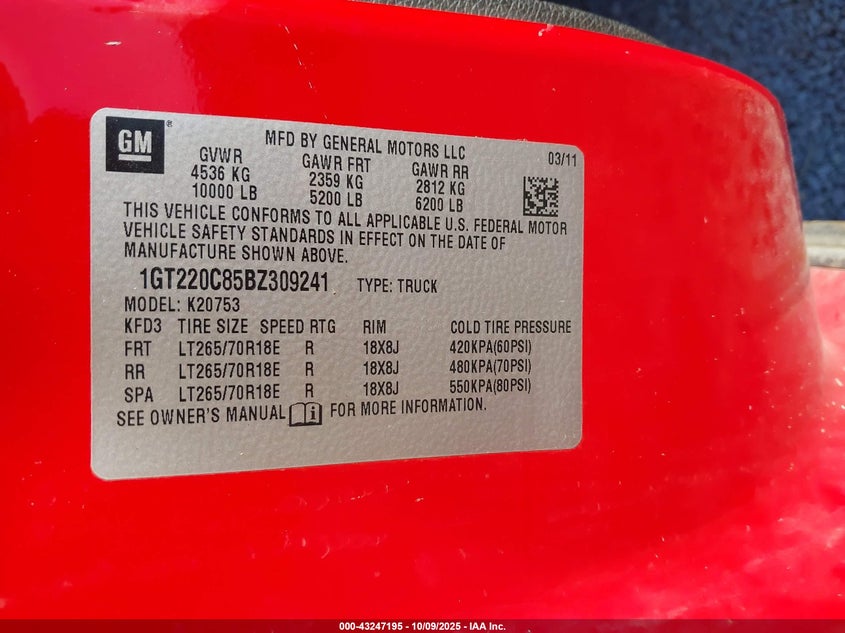 GM ®
MFD BY GENERAL MOTORS LLC
03/11
GVWR GAWR FRT GAWR RR
4536 KG 2359 KG 2812 KG
10000 LB 5200 LB 6200 LB
THIS VEHICLE CONFORMS TO ALL APPLICABLE U.S. FEDERAL MOTOR
VEHICLE SAFETY STANDARDS IN EFFECT ON THE DATE OF
MANUFACTURE SHOWN ABOVE.
1GT220C85BZ309241 TYPE: TRUCK
MODEL: K20753
KFD3 TIRE SIZE SPEED RTG RIM COLD TIRE PRESSURE
FRT LT265/70R18E R 18X8J 420KPA(60PSI)
RR LT265/70R18E R 18X8J 480KPA(70PSI)
SPA LT265/70R18E R 18X8J 550KPA(80PSI)
SEE OWNER'S MANUAL FOR MORE INFORMATION.
000-43247195 - 10/09/2025 - IAA Inc.